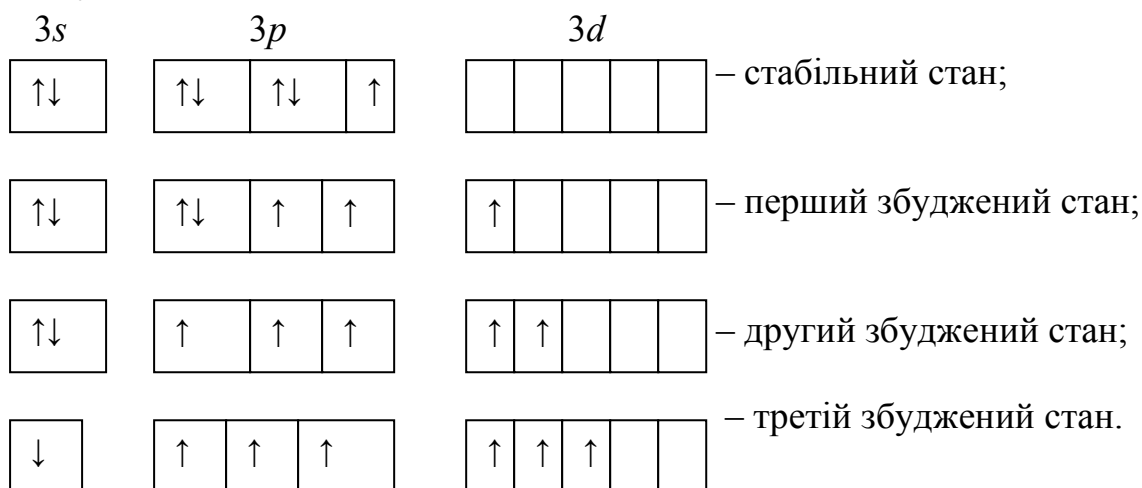 3s 3p 3d
↑↓ ↑↓ ↑↓ ↑ – стабільний стан;
↑↓ ↑↓ ↑ ↑ ↑ – перший збуджений стан;
↑↓ ↑ ↑ ↑ ↑ ↑ – другий збуджений стан;
↓ ↑ ↑ ↑ ↑ ↑ ↑ – третій збуджений стан.